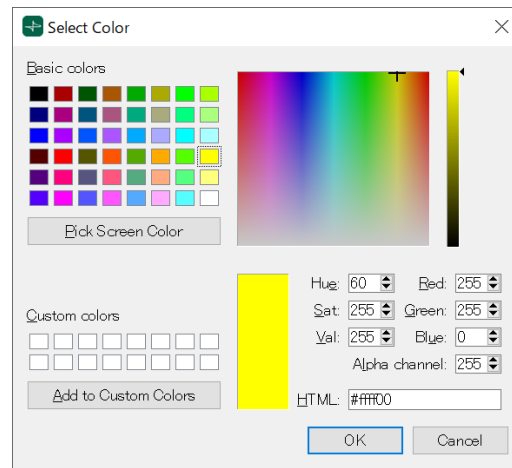 Select Color
Basic colors
Pick Screen Color
Custom colors
Add to Custom Colors
Hue: 60
Red: 255
Sat: 255
Green: 255
Val: 255
Blue: 0
Alpha channel: 255
HTML: #ffff00
OK
Cancel